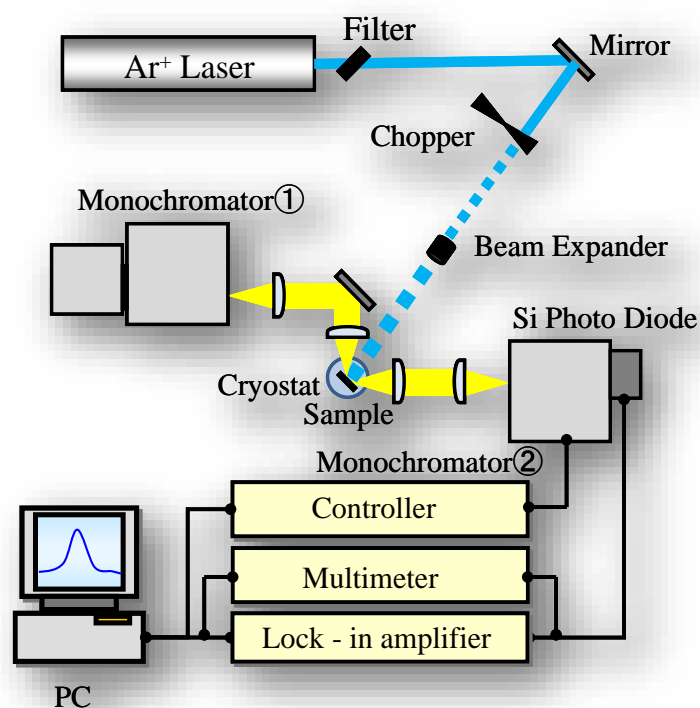 Filter
Mirror
Ar+ Laser
Chopper
Monochromator①
Beam Expander
Si Photo Diode
Cryostat
Sample
Monochromator②
Controller
Multimeter
Lock - in amplifier
PC